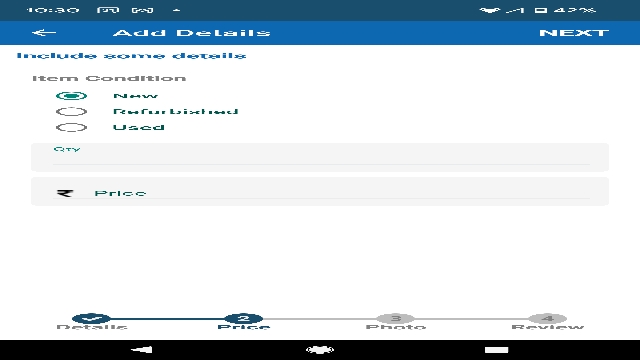 10:30 42%
Add Details NEXT
Include some details
Item Condition
New
Refurbished
Used
Qty
₹ Price
2 3 4
Details Price Photo Review